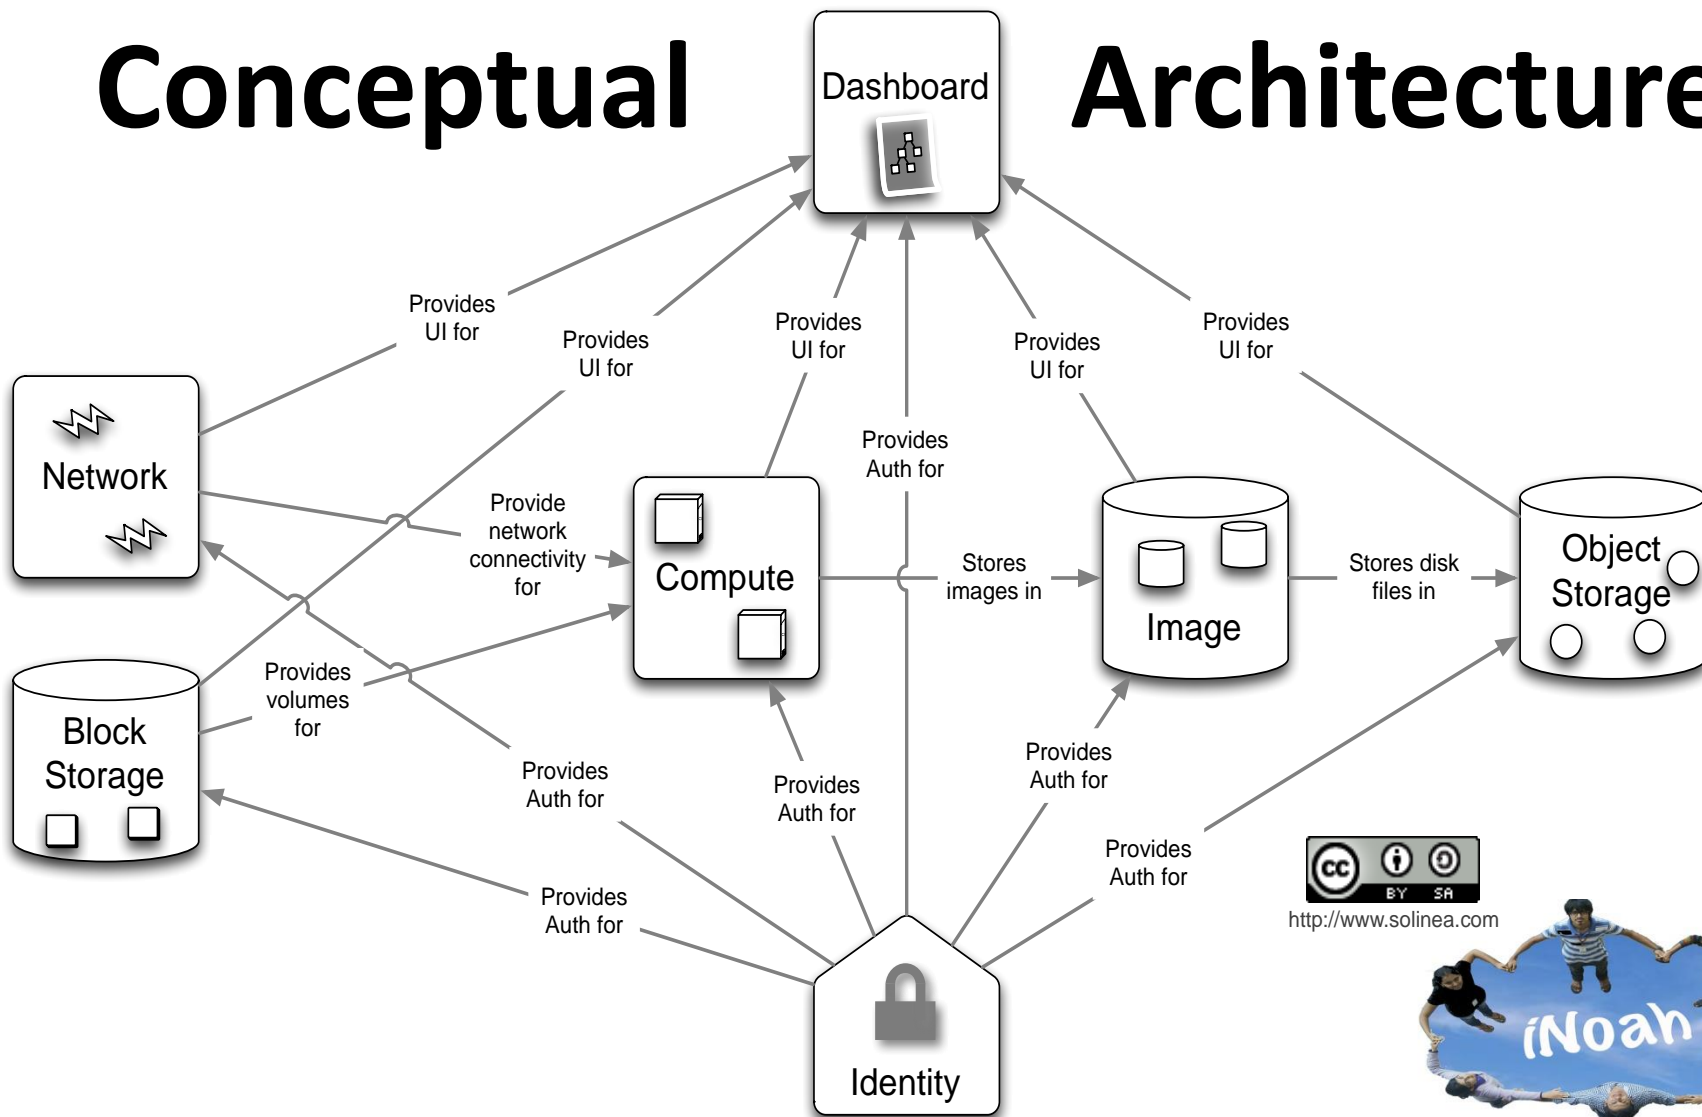 Conceptual Architecture
Dashboard
Provides
UI for
Provides
UI for
Provides
UI for
Provides
UI for
Provides
UI for
Network
Provides
Auth for
Provide
network
connectivity
for
Compute
Stores
images in
Image
Stores disk
files in
Object
Storage
Block
Storage
Provides
volumes
for
Provides
Auth for
Provides
Auth for
Provides
Auth for
Provides
Auth for
Provides
Auth for
Identity
cc
BY SA
http://www.solinea.com
iNoah